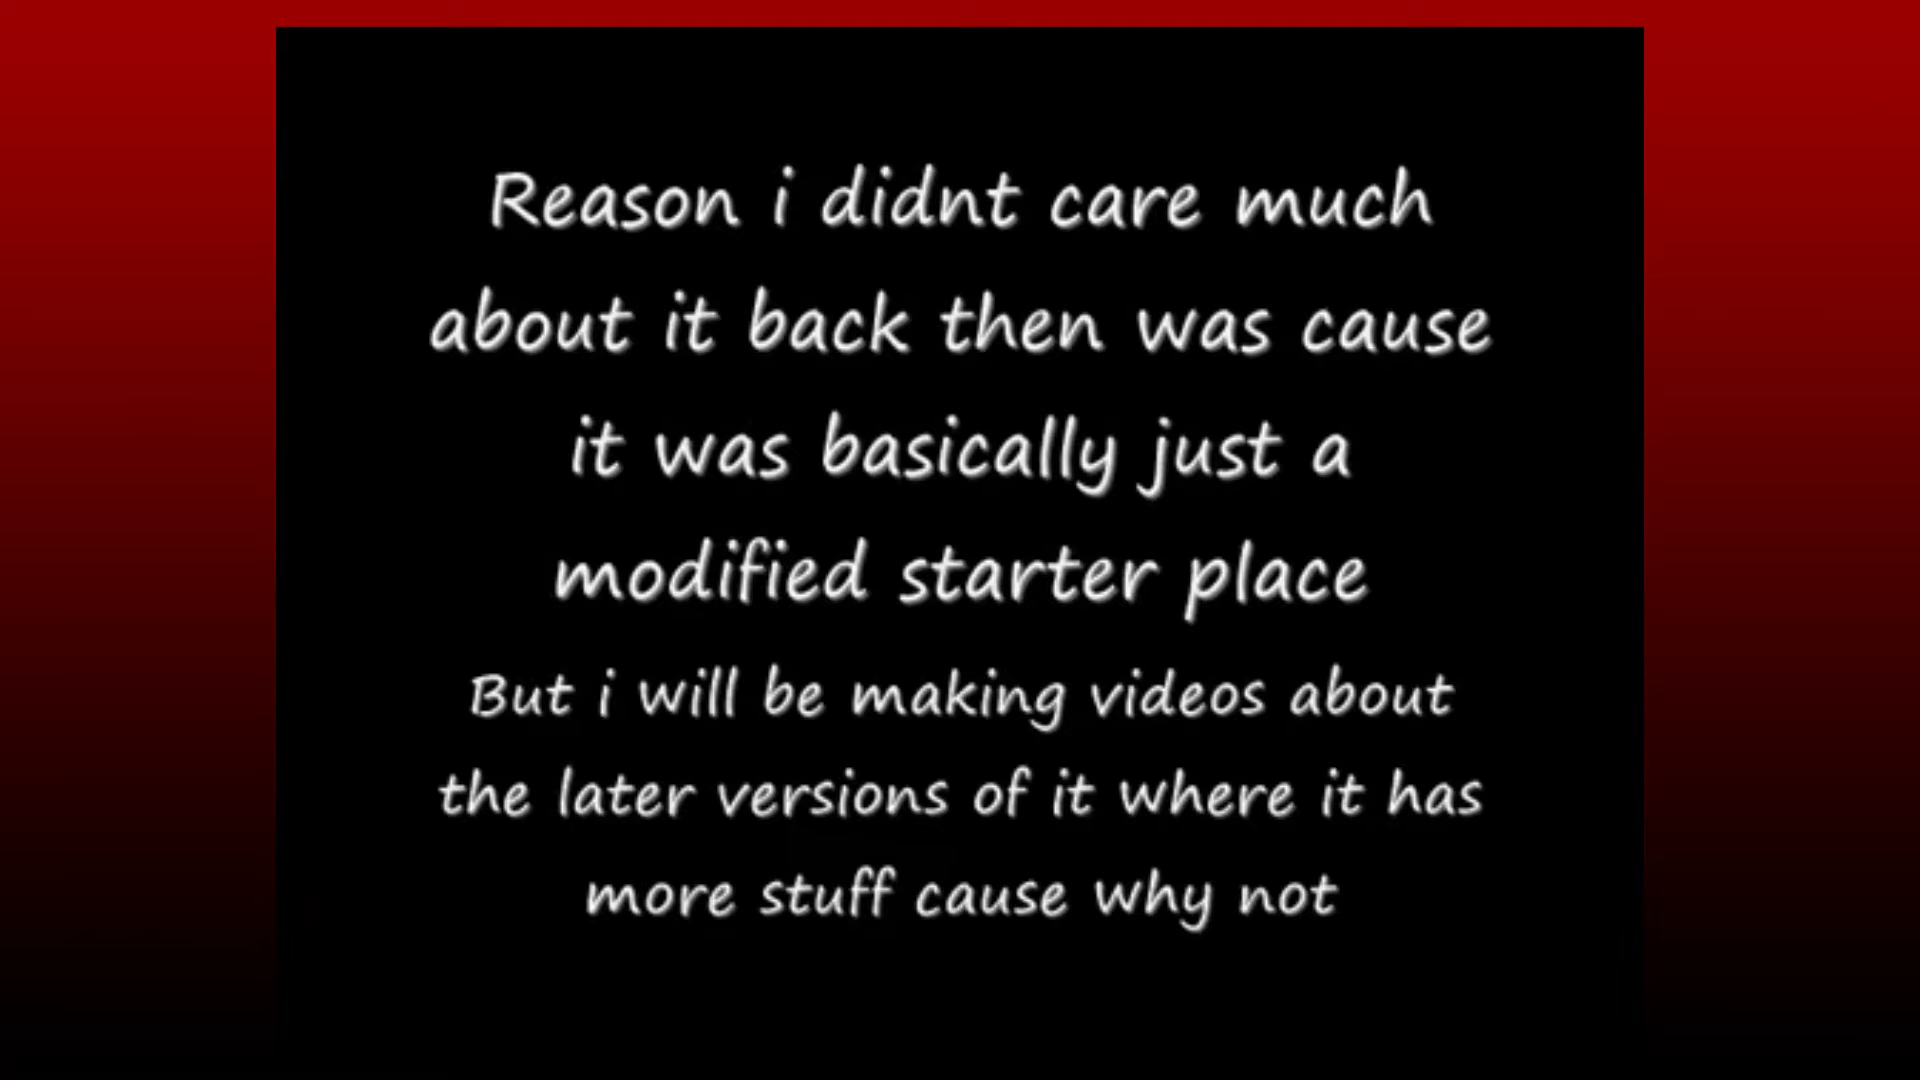 Reason i didnt care much
about it back then was cause
it was basically just a
modified starter place
But i will be making videos about
the later versions of it where it has
more stuff cause why not